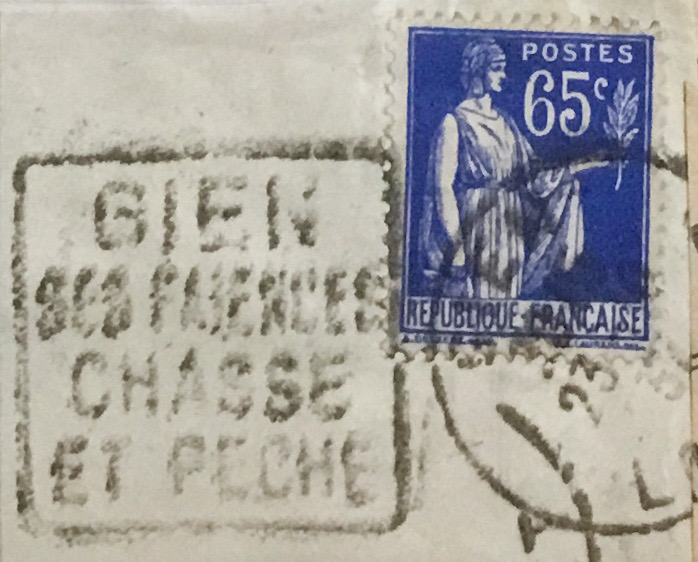 POSTES
65c
REPUBLIQUE FRANCAISE
GIEN
SES FAIENCES
CHASSE
ET PECHE